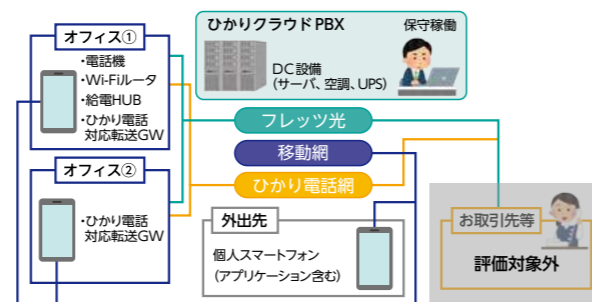 オフィス①
・電話機
・Wi-Fiルータ
・給電HUB
・ひかり電話
対応転送GW
オフィス②
・ひかり電話
対応転送GW
ひかりクラウドPBX
保守稼働
DC設備
(サーバ、空調、UPS)
フレッツ光
移動網
ひかり電話網
外出先
個人スマートフォン
(アプリケーション含む)
お取引先等
評価対象外